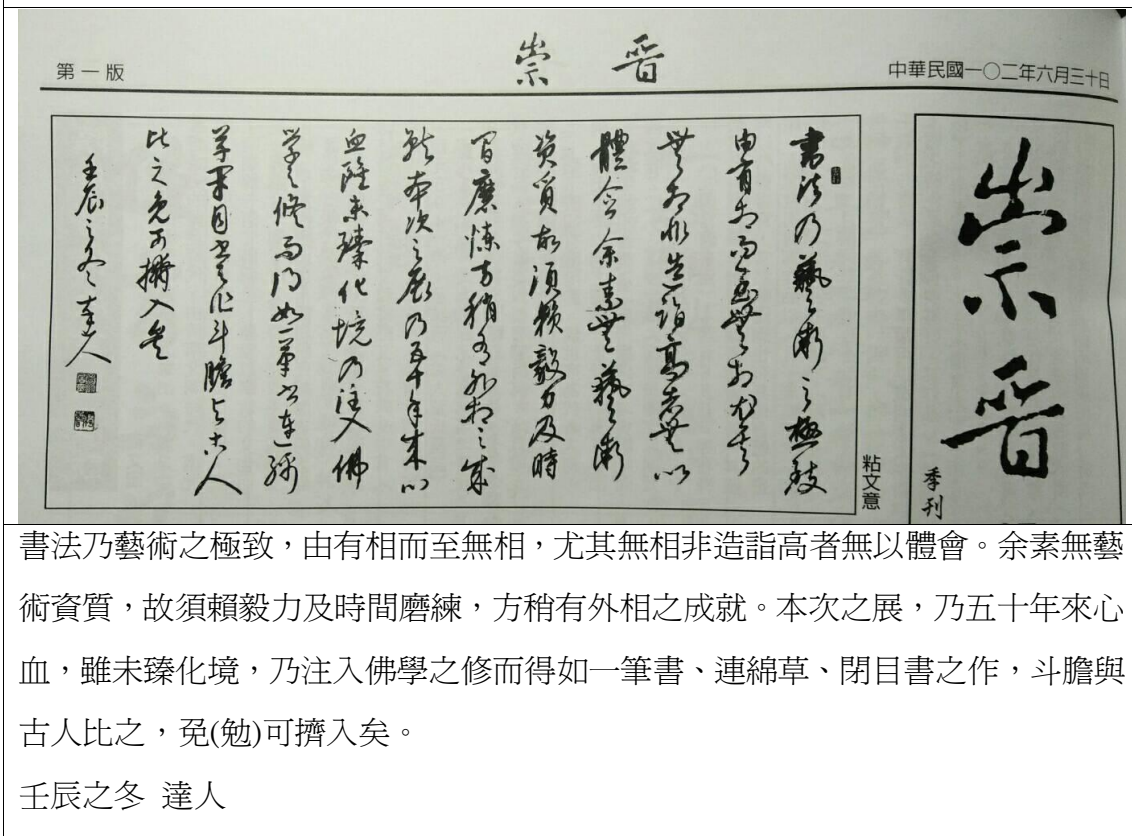 第一版
崇晉
中華民國一〇二年六月三十日
崇晉
季刊
書法乃藝術之極致
由有相而至無相尤其
無相非造詣高者無以
體會余素無藝術
資質故須賴毅力及時
間磨練方稍有外相之成
就本次之展乃五十年來心
血雖未臻化境乃注入佛
學之修而得如一筆書連綿
草閉目書之作斗膽與古人
比之免可擠入矣
壬辰之冬達人
粘文意
書法乃藝術之極致，由有相而至無相，尤其無相非造詣高者無以體會。余素無藝
術資質，故須賴毅力及時間磨練，方稍有外相之成就。本次之展，乃五十年來心
血，雖未臻化境，乃注入佛學之修而得如一筆書、連綿草、閉目書之作，斗膽與
古人比之，免(勉)可擠入矣。
壬辰之冬 達人